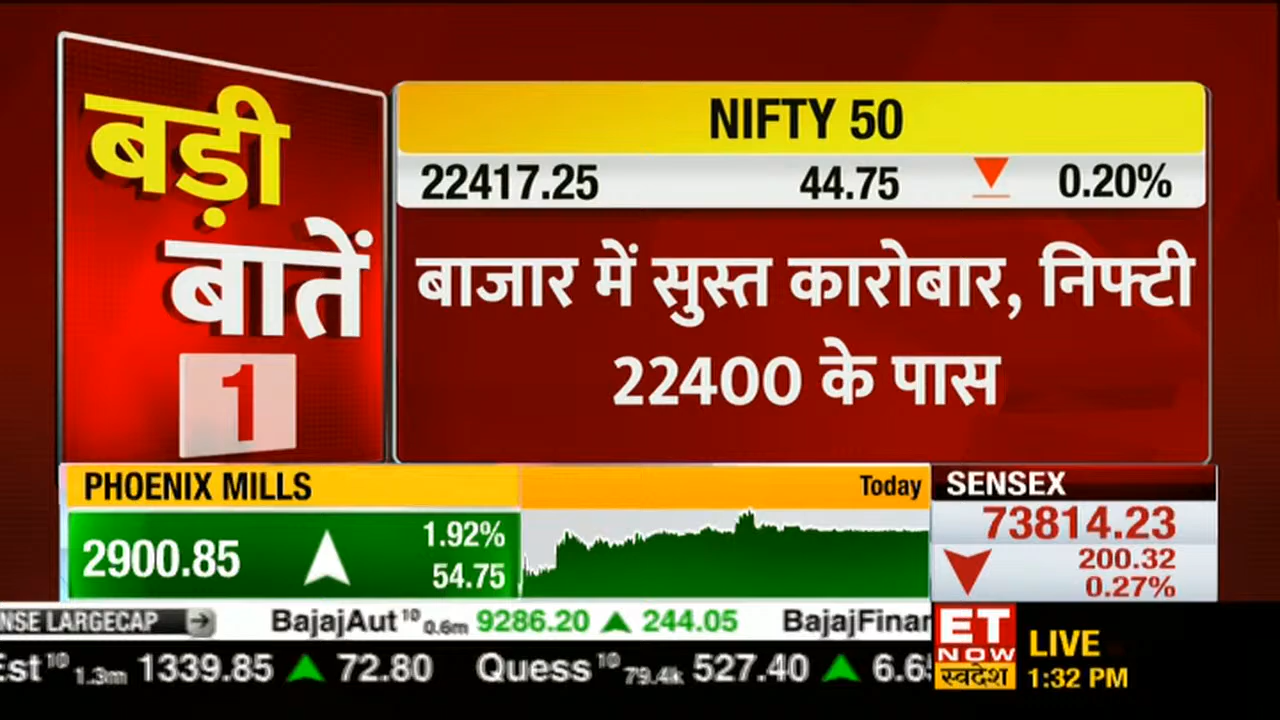 बड़ी
बातें
1
NIFTY 50
22417.25 44.75 0.20%
बाजार में सुस्त कारोबार, निफ्टी
22400 के पास
PHOENIX MILLS Today
2900.85 1.92%
54.75
SENSEX
73814.23
200.32
0.27%
NSE LARGECAP BajajAut 10 0.6m 9286.20 244.05 BajajFinar
Est 10 1.3m 1339.85 72.80 Quess 10 79.4k 527.40 6.6
ET
NOW
स्वदेश
LIVE
1:32 PM